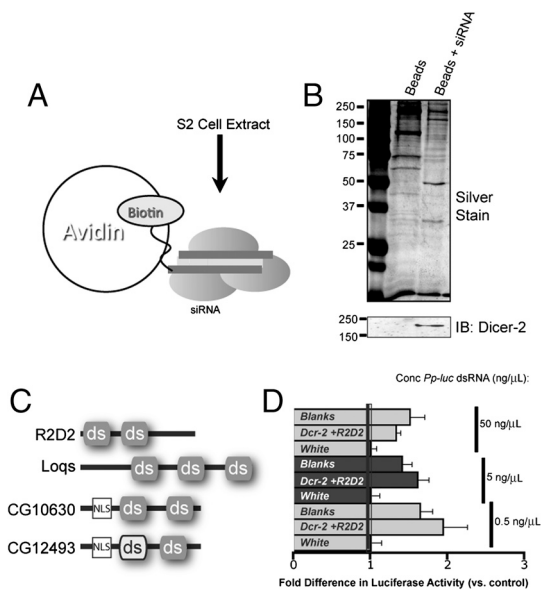 A
S2 Cell Extract
Avidin
Biotin
siRNA
B
Beads
Beads + siRNA
250
150
100
75
50
37
25
Silver
Stain
250
150
IB: Dicer-2
C
R2D2
ds ds
Loqs
ds ds ds
CG10630
NLS ds ds
CG12493
NLS ds ds
D
Conc Pp-luc dsRNA (ng/µL):
Blanks
Dcr-2 +R2D2
White
50 ng/µL
Blanks
Dcr-2 +R2D2
White
5 ng/µL
Blanks
Dcr-2 +R2D2
White
0.5 ng/µL
0 1 2 3
Fold Difference in Luciferase Activity (vs. control)